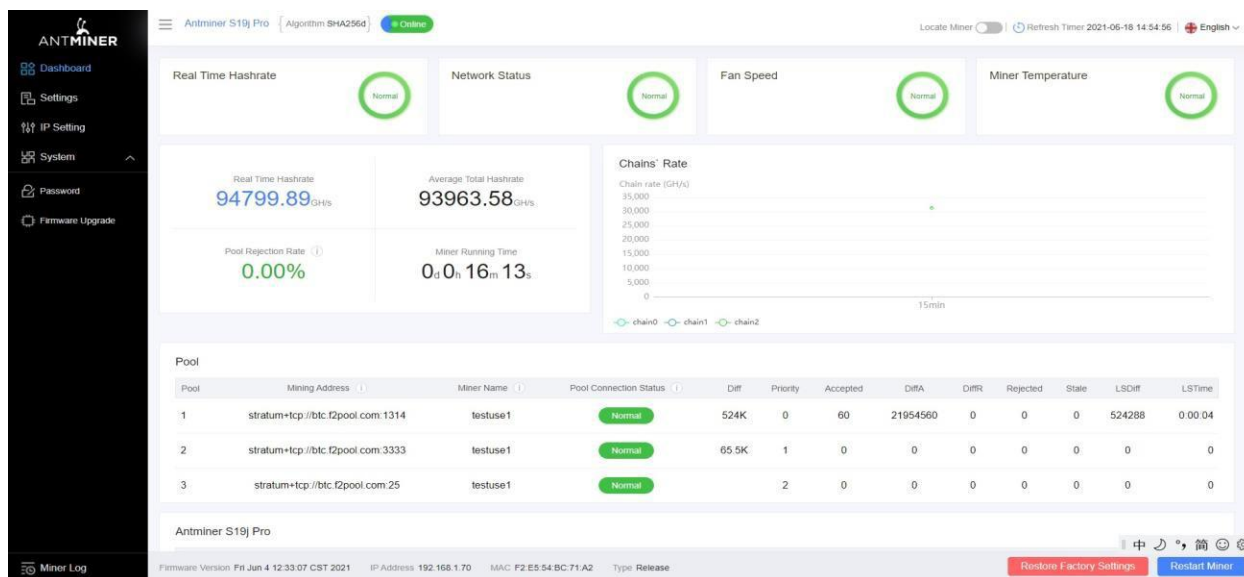 ANTMINER
Dashboard
Settings
IP Setting
System
Password
Firmware Upgrade
Miner Log
Antminer S19j Pro { Algorithm SHA256d } Online
Locate Miner Refresh Timer 2021-06-18 14:54:56 English
Real Time Hashrate
Normal
Network Status
Normal
Fan Speed
Normal
Miner Temperature
Normal
Real Time Hashrate
94799.89GH/s
Average Total Hashrate
93963.58GH/s
Pool Rejection Rate i
0.00%
Miner Running Time
0d 0h 16m 13s
Chains` Rate
Chain rate (GH/s)
35,000
30,000
25,000
20,000
15,000
10,000
5,000
0
15min
chain0 chain1 chain2
Pool
Pool Mining Address i Miner Name i Pool Connection Status i Diff Priority Accepted DiffA DiffR Rejected Stale LSDiff LSTime
1 stratum+tcp://btc.f2pool.com:1314 testuse1 Normal 524K 0 60 21954560 0 0 0 524288 0:00:04
2 stratum+tcp://btc.f2pool.com:3333 testuse1 Normal 65.5K 1 0 0 0 0 0 0 0
3 stratum+tcp://btc.f2pool.com:25 testuse1 Normal 2 0 0 0 0 0 0 0
Antminer S19j Pro
中 简
Firmware Version Fri Jun 4 12:33:07 CST 2021 IP Address 192.168.1.70 MAC F2:E5:54:BC:71:A2 Type Release
Restore Factory Settings
Restart Miner